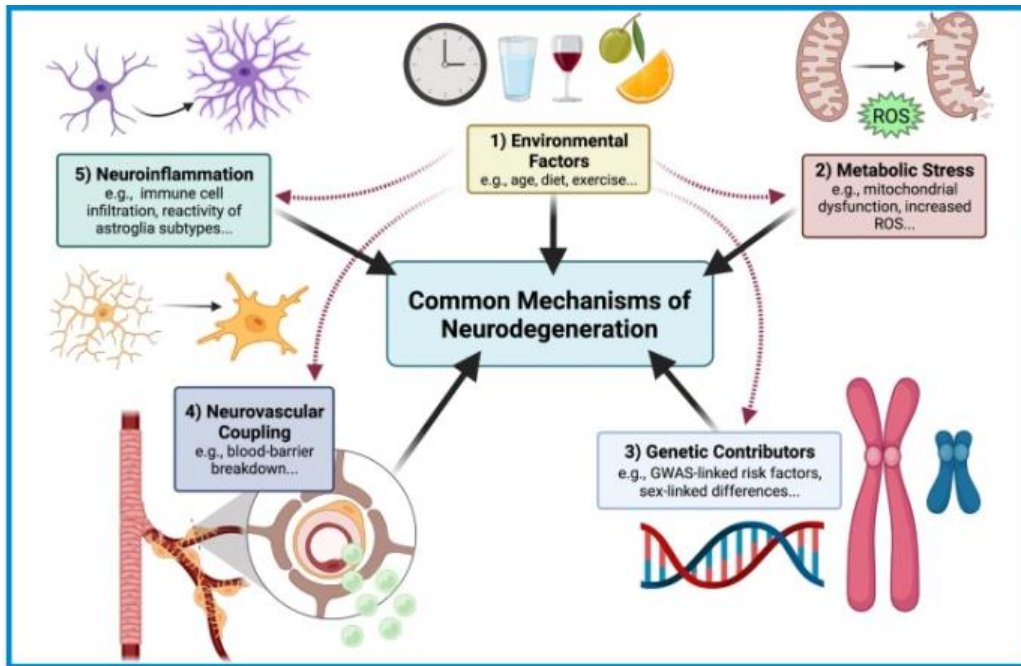 1) Environmental
Factors
e.g., age, diet, exercise...
ROS
5) Neuroinflammation
e.g., immune cell
infiltration, reactivity of
astroglia subtypes...
2) Metabolic Stress
e.g., mitochondrial
dysfunction, increased
ROS...
Common Mechanisms of
Neurodegeneration
4) Neurovascular
Coupling
e.g., blood-barrier
breakdown...
3) Genetic Contributors
e.g., GWAS-linked risk factors,
sex-linked differences...